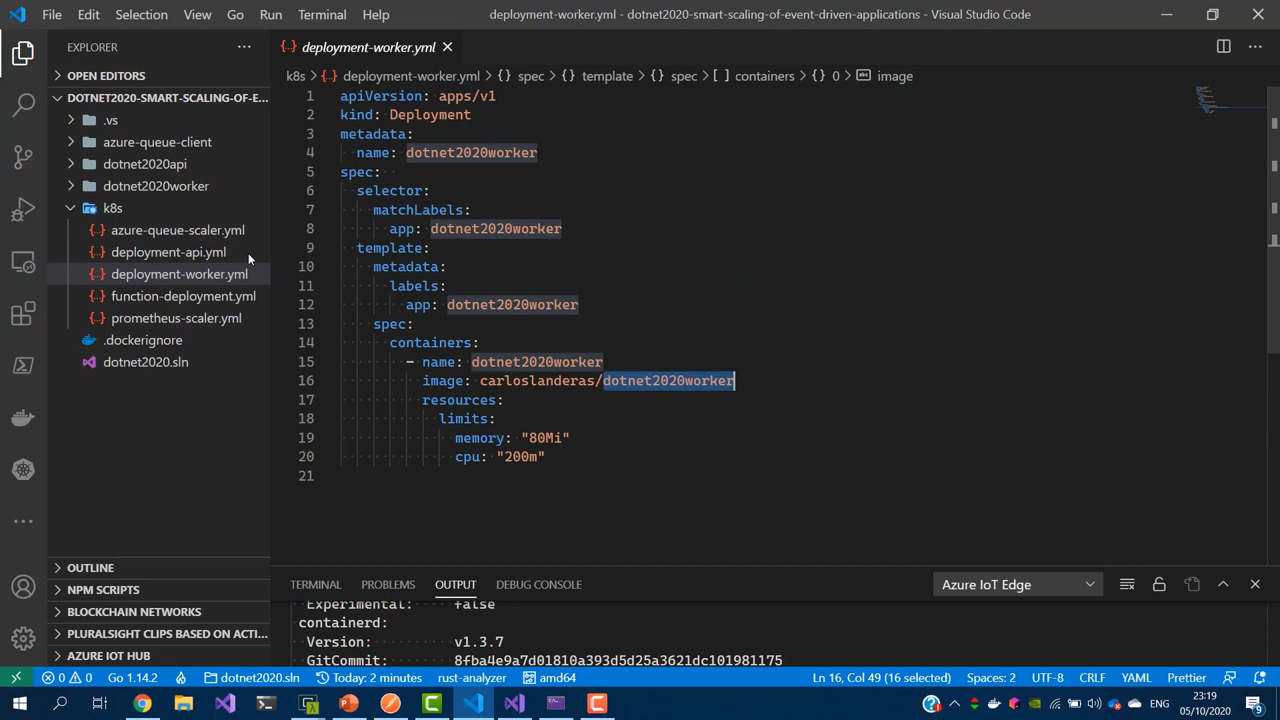 File Edit Selection View Go Run Terminal Help deployment-worker.yml - dotnet2020-smart-scaling-of-event-driven-applications - Visual Studio Code
EXPLORER
OPEN EDITORS
DOTNET2020-SMART-SCALING-OF-E...
.vs
azure-queue-client
dotnet2020api
dotnet2020worker
k8s
azure-queue-scaler.yml
deployment-api.yml
deployment-worker.yml
function-deployment.yml
prometheus-scaler.yml
.dockerignore
dotnet2020.sln
OUTLINE
NPM SCRIPTS
BLOCKCHAIN NETWORKS
PLURALSIGHT CLIPS BASED ON ACTI...
AZURE IOT HUB
deployment-worker.yml
k8s > deployment-worker.yml > {} spec > {} template > {} spec > [ ] containers > {} 0 > abc image
1 apiVersion: apps/v1
2 kind: Deployment
3 metadata:
4 name: dotnet2020worker
5 spec:
6 selector:
7 matchLabels:
8 app: dotnet2020worker
9 template:
10 metadata:
11 labels:
12 app: dotnet2020worker
13 spec:
14 containers:
15 - name: dotnet2020worker
16 image: carloslanderas/dotnet2020worker
17 resources:
18 limits:
19 memory: "80Mi"
20 cpu: "200m"
21
TERMINAL PROBLEMS OUTPUT DEBUG CONSOLE Azure IoT Edge
Experimental: false
containerd:
Version: v1.3.7
GitCommit: 8fba4e9a7d01810a393d5d25a3621dc101981175
0 0 Go 1.14.2 dotnet2020.sln Today: 2 minutes rust-analyzer amd64 Ln 16, Col 49 (16 selected) Spaces: 2 UTF-8 CRLF YAML Prettier
ENG 23:19
05/10/2020 9